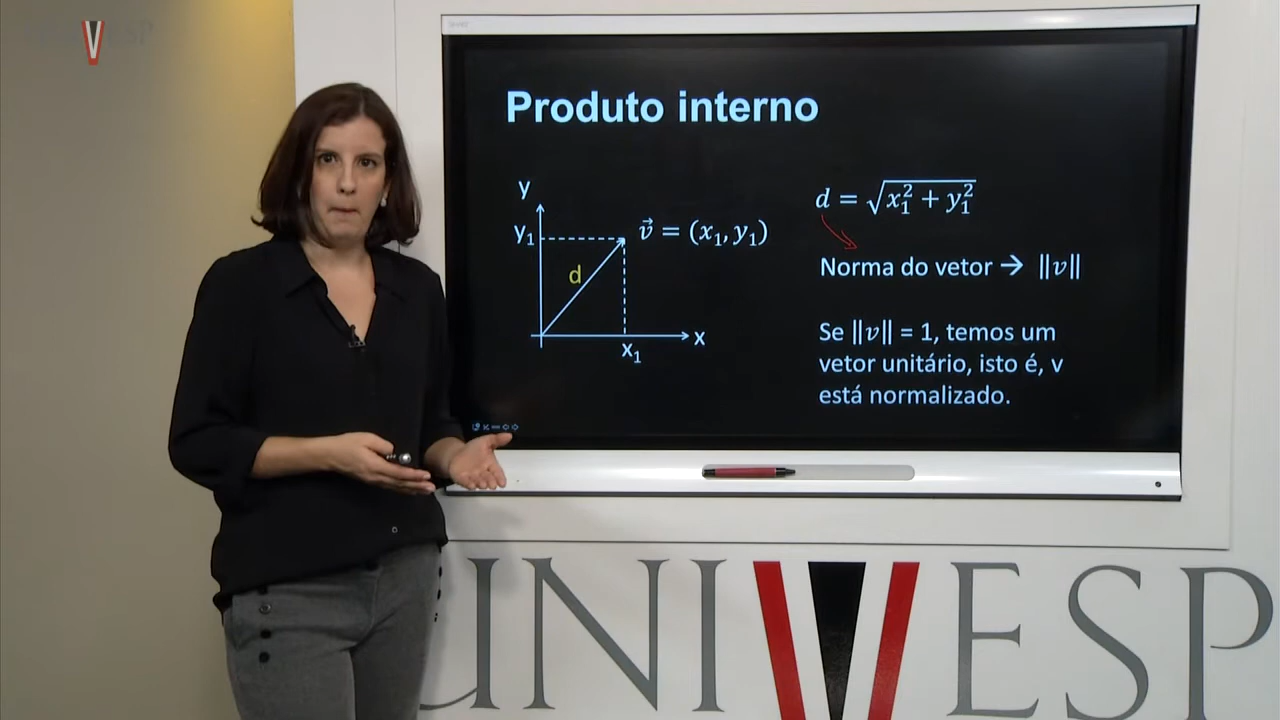 Produto interno
y
y₁
v⃗ = (x₁, y₁)
d
x
x₁
d = √x₁² + y₁²
Norma do vetor → ‖v‖
Se ‖v‖ = 1, temos um
vetor unitário, isto é, v
está normalizado.
UNIVESP